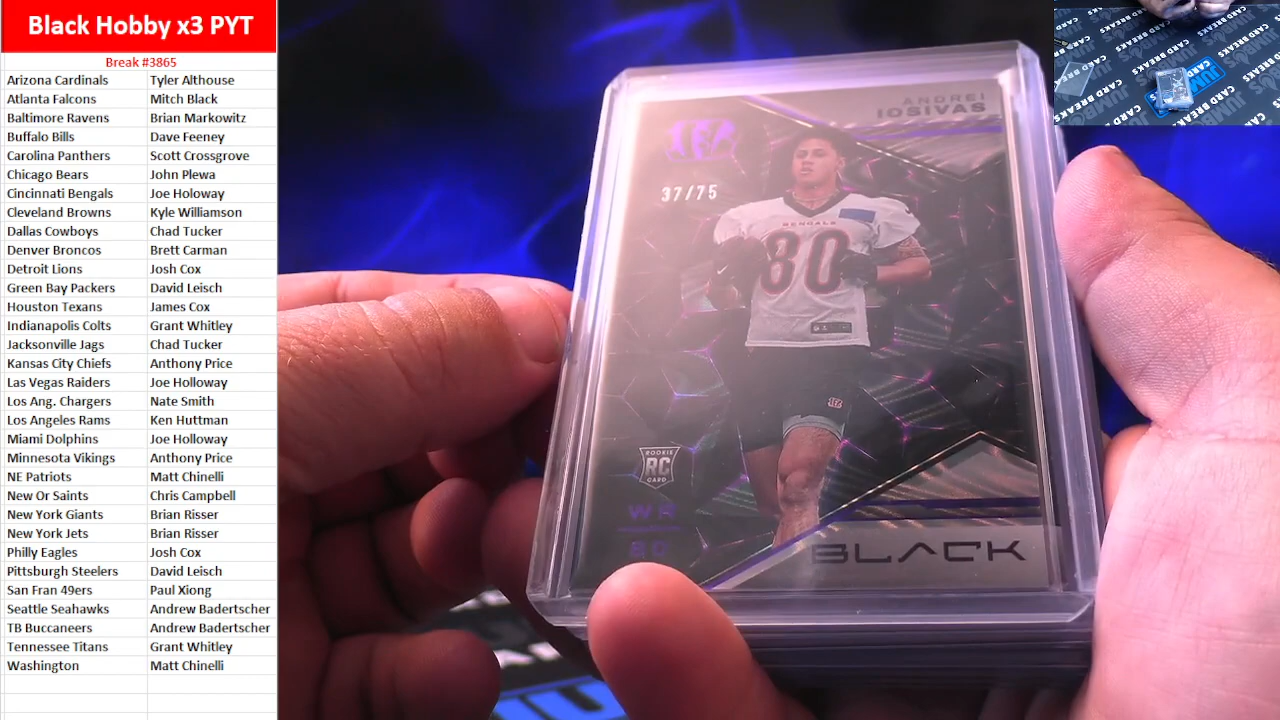 Black Hobby x3 PYT
Break #3865
Arizona Cardinals Tyler Althouse
Atlanta Falcons Mitch Black
Baltimore Ravens Brian Markowitz
Buffalo Bills Dave Feeney
Carolina Panthers Scott Crossgrove
Chicago Bears John Plewa
Cincinnati Bengals Joe Holoway
Cleveland Browns Kyle Williamson
Dallas Cowboys Chad Tucker
Denver Broncos Brett Carman
Detroit Lions Josh Cox
Green Bay Packers David Leisch
Houston Texans James Cox
Indianapolis Colts Grant Whitley
Jacksonville Jags Chad Tucker
Kansas City Chiefs Anthony Price
Las Vegas Raiders Joe Holloway
Los Ang. Chargers Nate Smith
Los Angeles Rams Ken Huttman
Miami Dolphins Joe Holloway
Minnesota Vikings Anthony Price
NE Patriots Matt Chinelli
New Or Saints Chris Campbell
New York Giants Brian Risser
New York Jets Brian Risser
Philly Eagles Josh Cox
Pittsburgh Steelers David Leisch
San Fran 49ers Paul Xiong
Seattle Seahawks Andrew Badertscher
TB Buccaneers Andrew Badertscher
Tennessee Titans Grant Whitley
Washington Matt Chinelli
ANDREI
IOSIVAS
37/75
BENGALS
80
ROOKIE
RC
CARD
WR
80
BLACK
CARD BREAKS
CARD BREAKS
CARD BREAKS